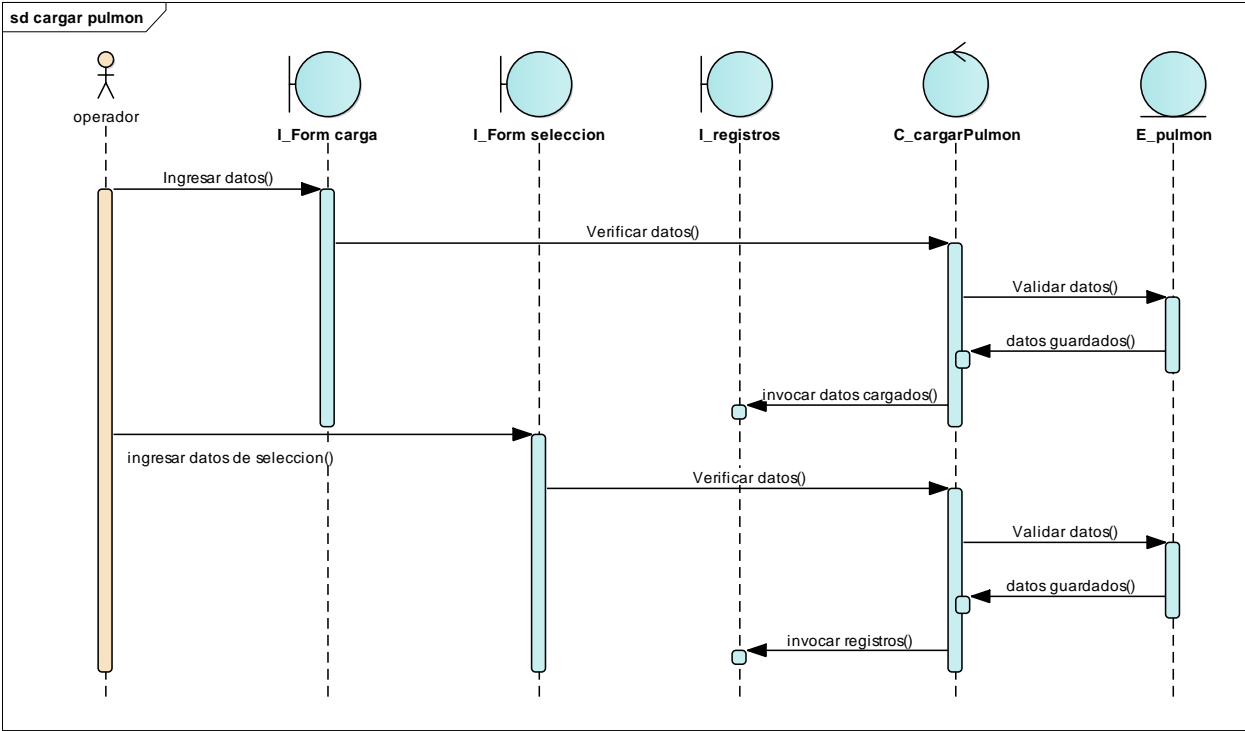 sd cargar pulmon
operador
I_Form carga
I_Form seleccion
I_registros
C_cargarPulmon
E_pulmon
Ingresar datos()
Verificar datos()
Validar datos()
datos guardados()
invocar datos cargados()
ingresar datos de seleccion()
Verificar datos()
Validar datos()
datos guardados()
invocar registros()